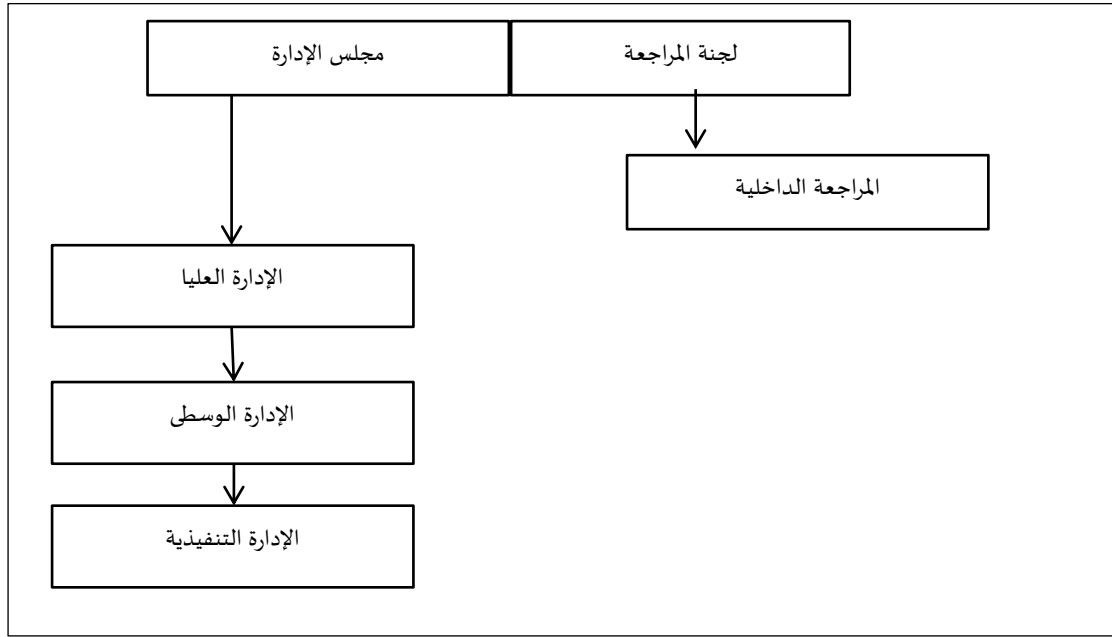 لجنة المراجعة
مجلس الإدارة
المراجعة الداخلية
الإدارة العليا
الإدارة الوسطى
الإدارة التنفيذية